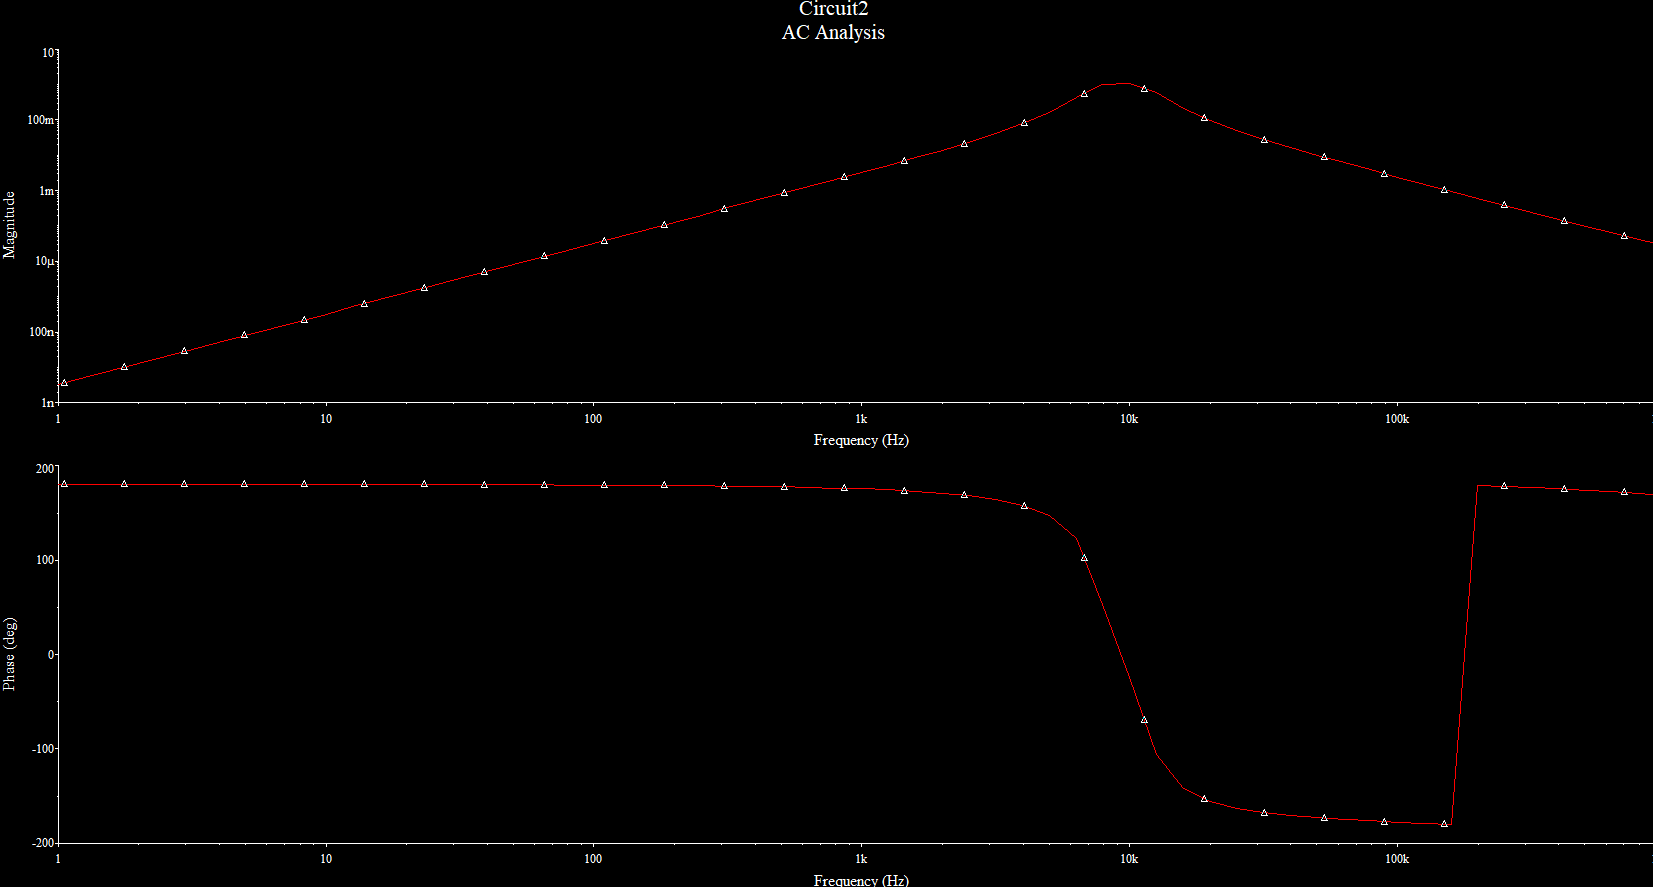 Circuit2
AC Analysis
10
100m
1m
10µ
100n
1n
Magnitude
1 10 100 1k 10k 100k
Frequency (Hz)
200
100
0
-100
-200
Phase (deg)
1 10 100 1k 10k 100k
Frequency (Hz)